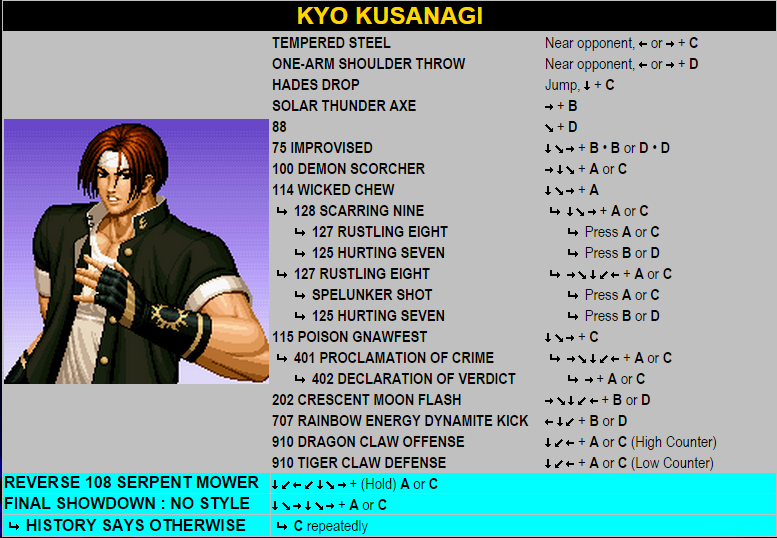 KYO KUSANAGI
TEMPERED STEEL Near opponent, ← or → + C
ONE-ARM SHOULDER THROW Near opponent, ← or → + D
HADES DROP Jump, ↓ + C
SOLAR THUNDER AXE → + B
88 ↘ + D
75 IMPROVISED ↓ ↘ → + B • B or D • D
100 DEMON SCORCHER → ↓ ↘ + A or C
114 WICKED CHEW ↓ ↘ → + A
↳ 128 SCARRING NINE ↳ ↓ ↘ → + A or C
↳ 127 RUSTLING EIGHT ↳ Press A or C
↳ 125 HURTING SEVEN ↳ Press B or D
↳ 127 RUSTLING EIGHT ↳ → ↘ ↓ ↙ ← + A or C
↳ SPELUNKER SHOT ↳ Press A or C
↳ 125 HURTING SEVEN ↳ Press B or D
115 POISON GNAWFEST ↓ ↘ → + C
↳ 401 PROCLAMATION OF CRIME ↳ → ↘ ↓ ↙ ← + A or C
↳ 402 DECLARATION OF VERDICT ↳ → + A or C
202 CRESCENT MOON FLASH → ↘ ↓ ↙ ← + B or D
707 RAINBOW ENERGY DYNAMITE KICK ← ↓ ↙ + B or D
910 DRAGON CLAW OFFENSE ↓ ↙ ← + A or C (High Counter)
910 TIGER CLAW DEFENSE ↓ ↙ ← + A or C (Low Counter)
REVERSE 108 SERPENT MOWER ↓ ↙ ← ↙ ↓ ↘ → + (Hold) A or C
FINAL SHOWDOWN : NO STYLE ↓ ↘ → ↓ ↘ → + A or C
↳ HISTORY SAYS OTHERWISE ↳ C repeatedly